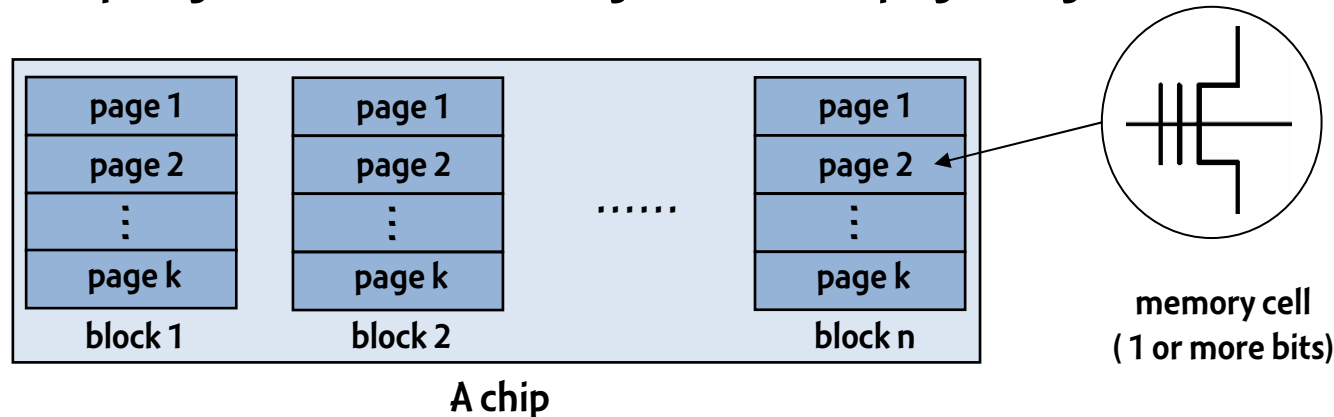 page 1
page 2
⋮
page k
block 1
page 1
page 2
⋮
page k
block 2
......
page 1
page 2
⋮
page k
block n
memory cell
( 1 or more bits)
A chip